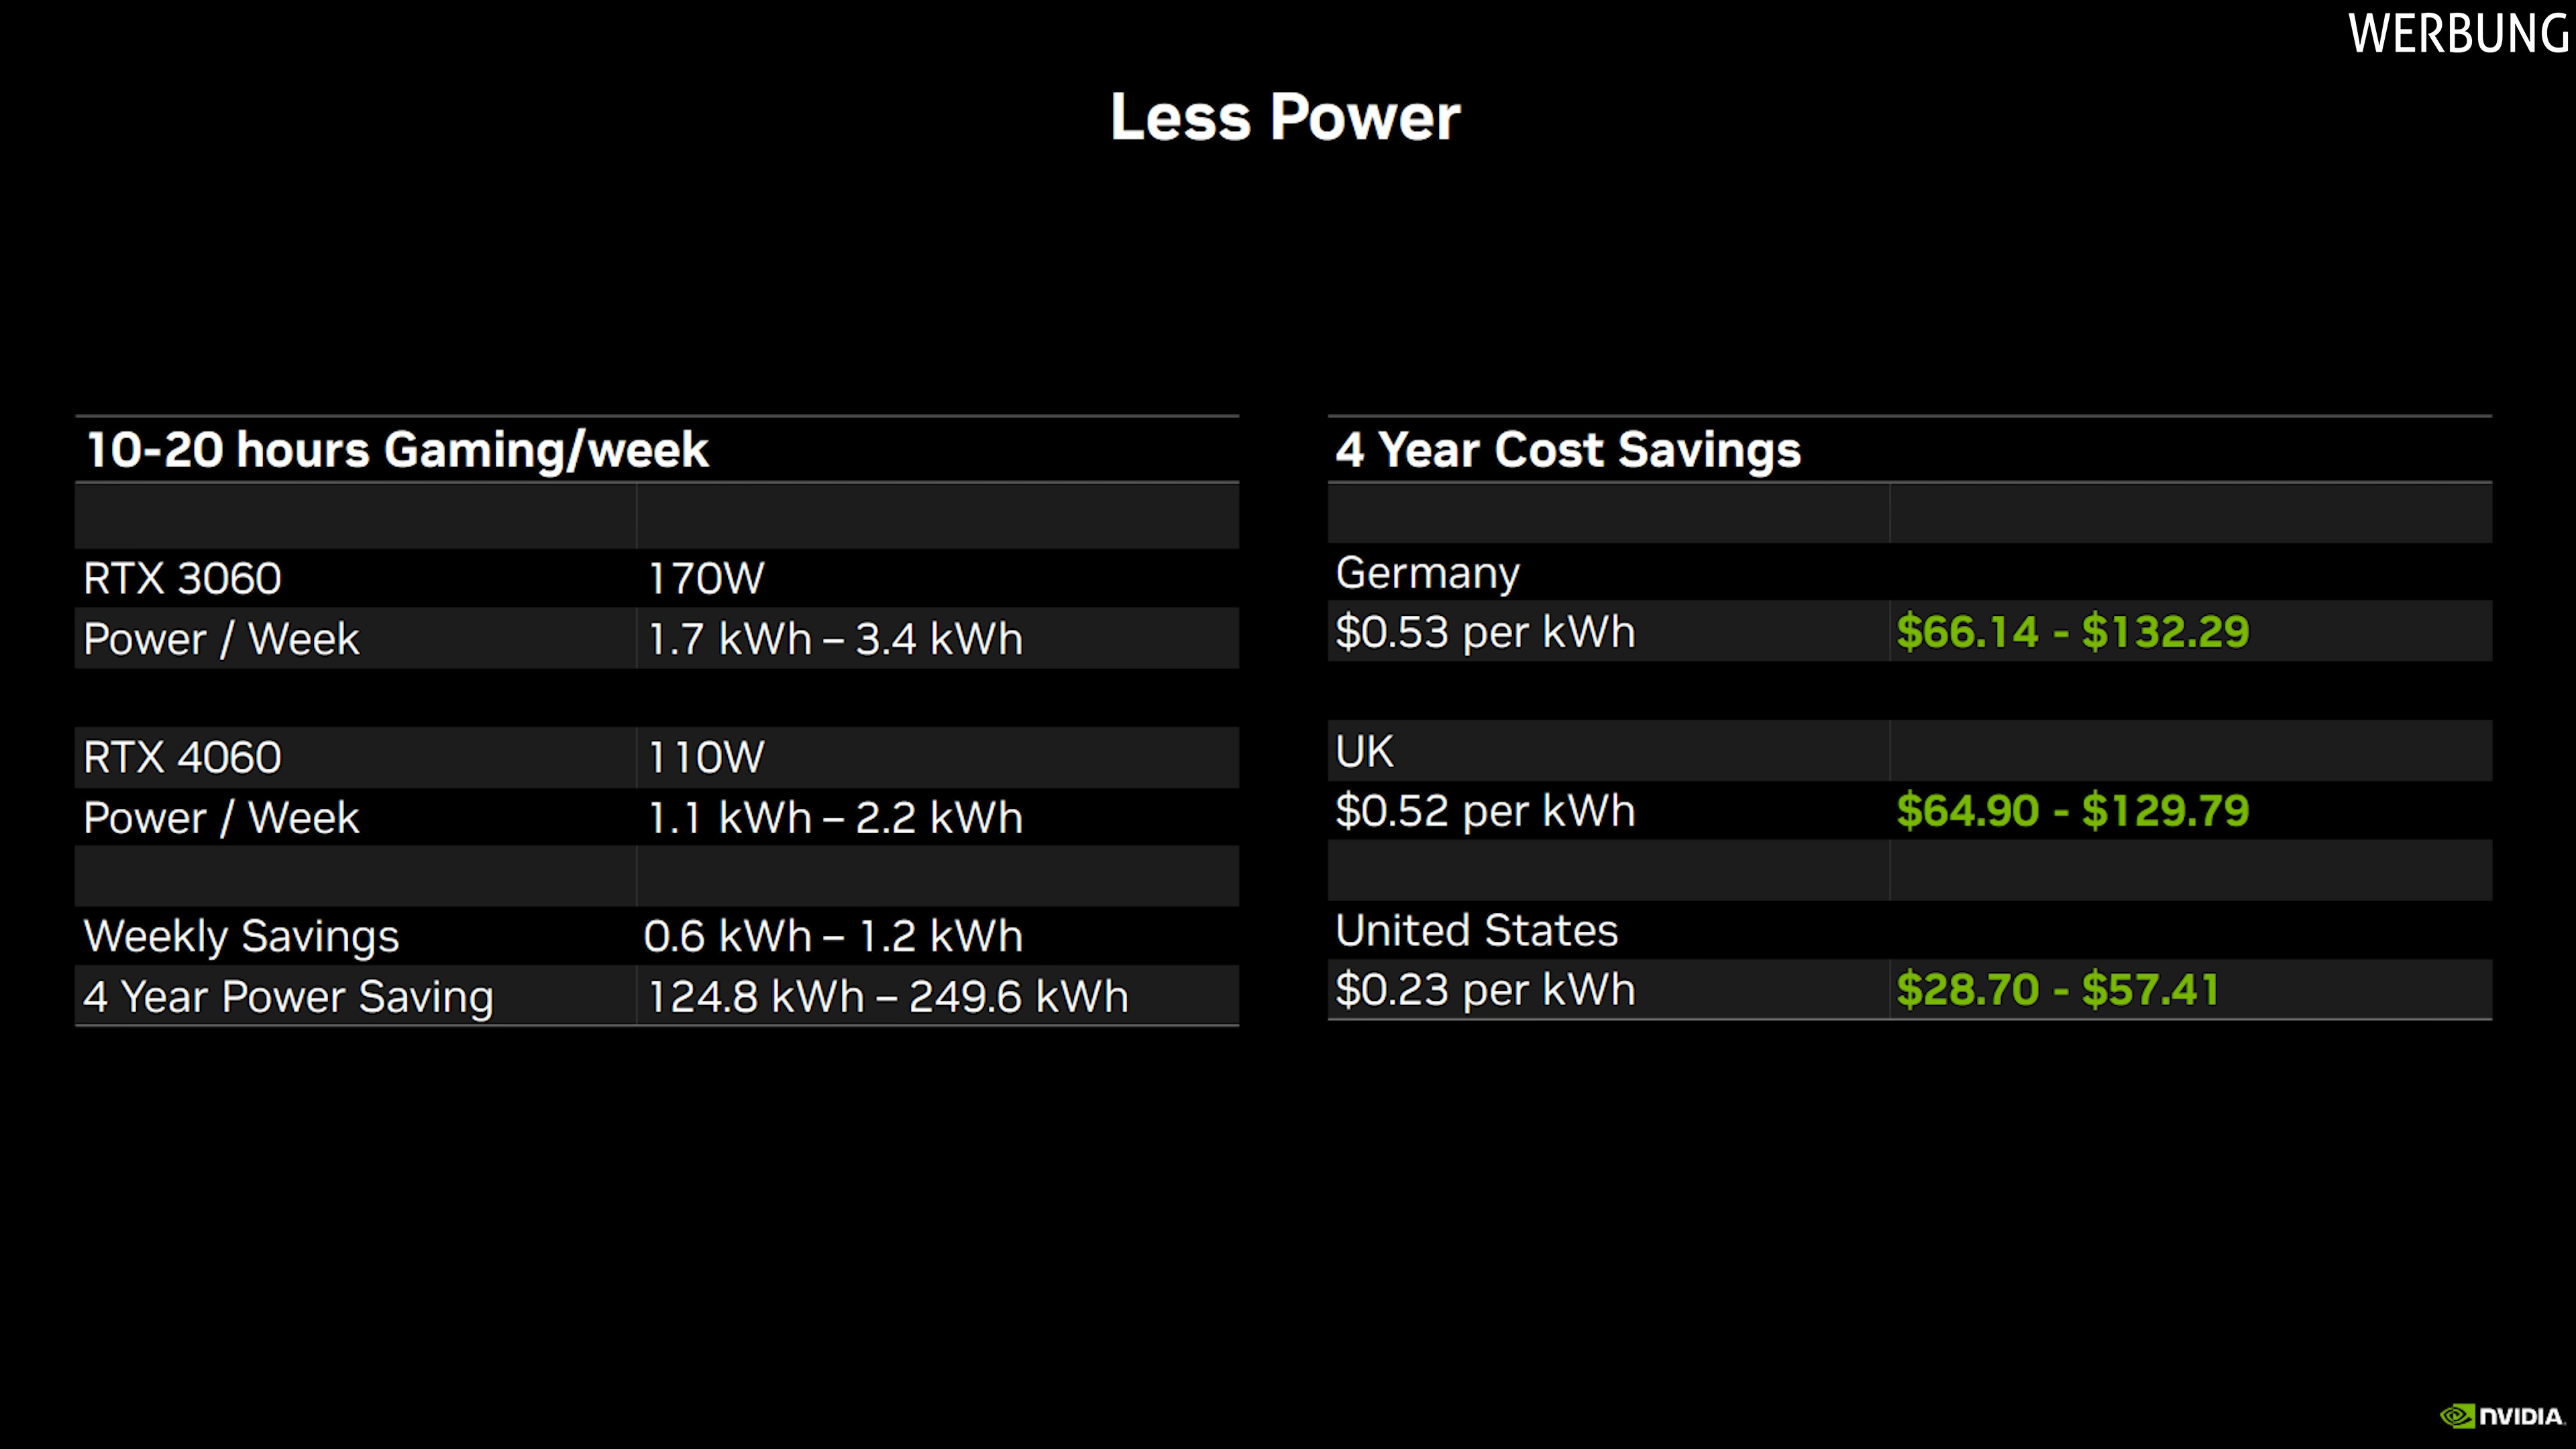 WERBUNG
Less Power
10-20 hours Gaming/week
RTX 3060 170W
Power / Week 1.7 kWh – 3.4 kWh
RTX 4060 110W
Power / Week 1.1 kWh – 2.2 kWh
Weekly Savings 0.6 kWh – 1.2 kWh
4 Year Power Saving 124.8 kWh – 249.6 kWh
4 Year Cost Savings
Germany
$0.53 per kWh $66.14 - $132.29
UK
$0.52 per kWh $64.90 - $129.79
United States
$0.23 per kWh $28.70 - $57.41
NVIDIA